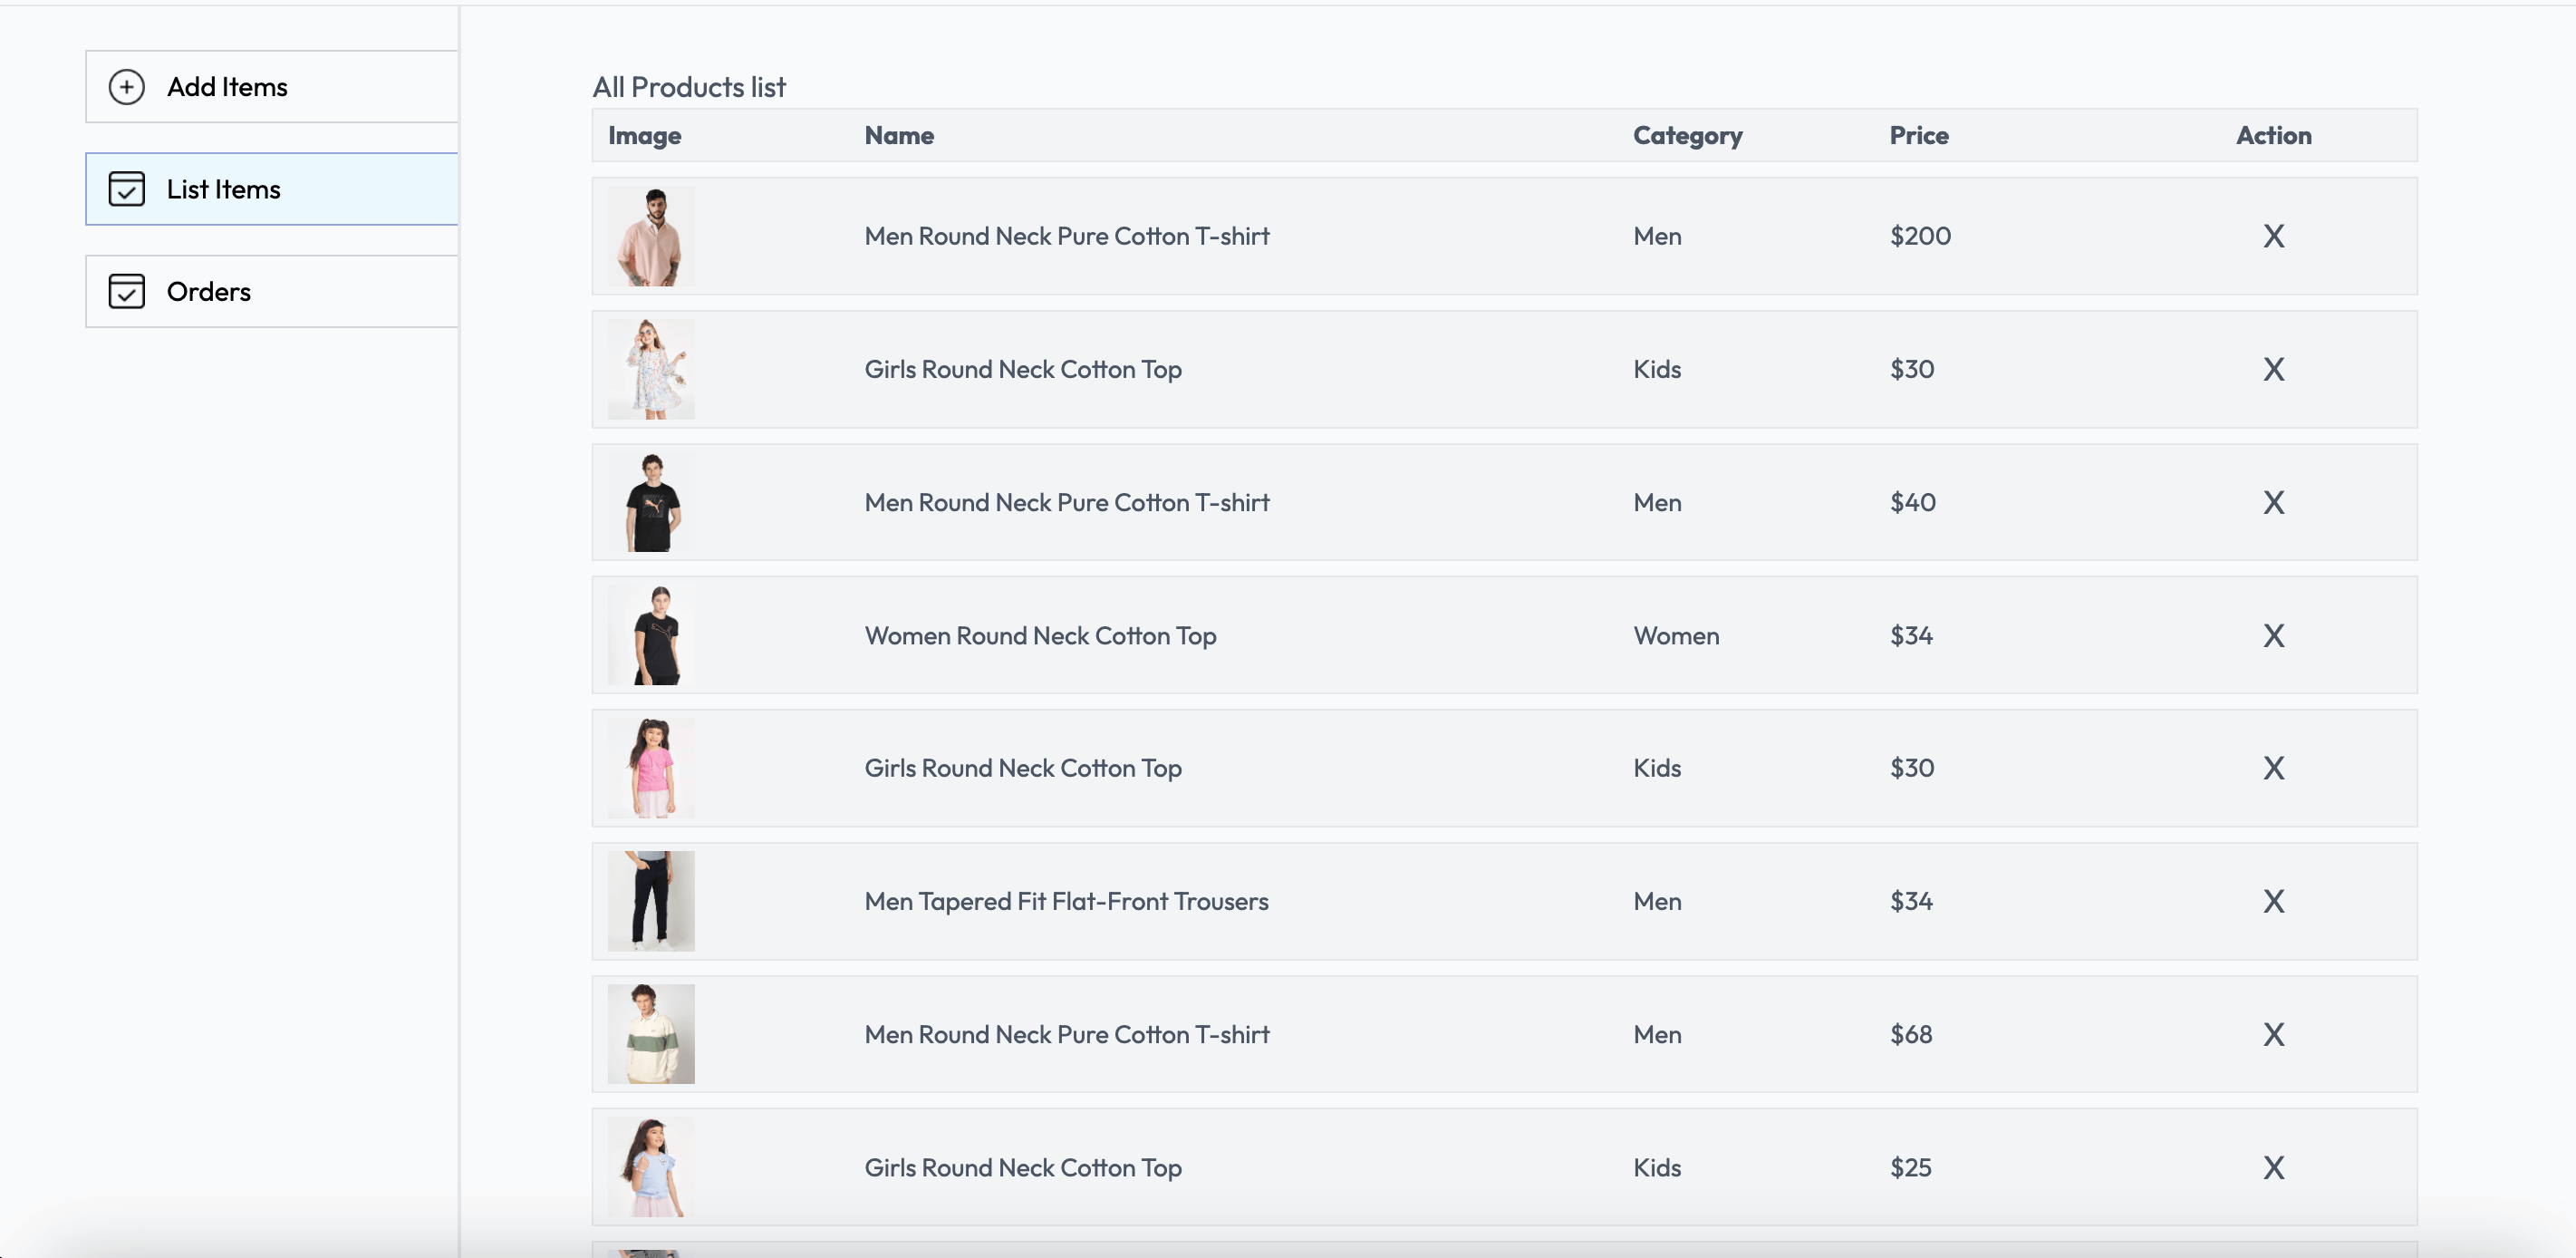 Add Items
List Items
Orders
All Products list
Image Name Category Price Action
Men Round Neck Pure Cotton T-shirt Men $200 X
Girls Round Neck Cotton Top Kids $30 X
Men Round Neck Pure Cotton T-shirt Men $40 X
Women Round Neck Cotton Top Women $34 X
Girls Round Neck Cotton Top Kids $30 X
Men Tapered Fit Flat-Front Trousers Men $34 X
Men Round Neck Pure Cotton T-shirt Men $68 X
Girls Round Neck Cotton Top Kids $25 X